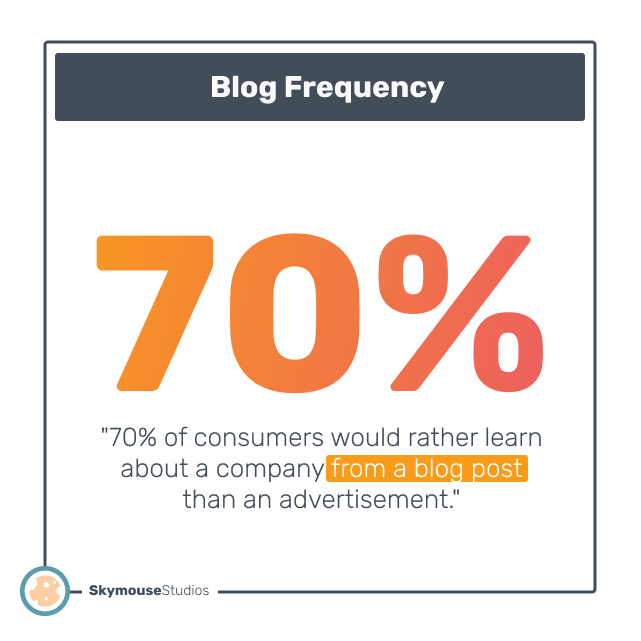 Blog Frequency
70%
"70% of consumers would rather learn
about a company from a blog post
than an advertisement."
SkymouseStudios